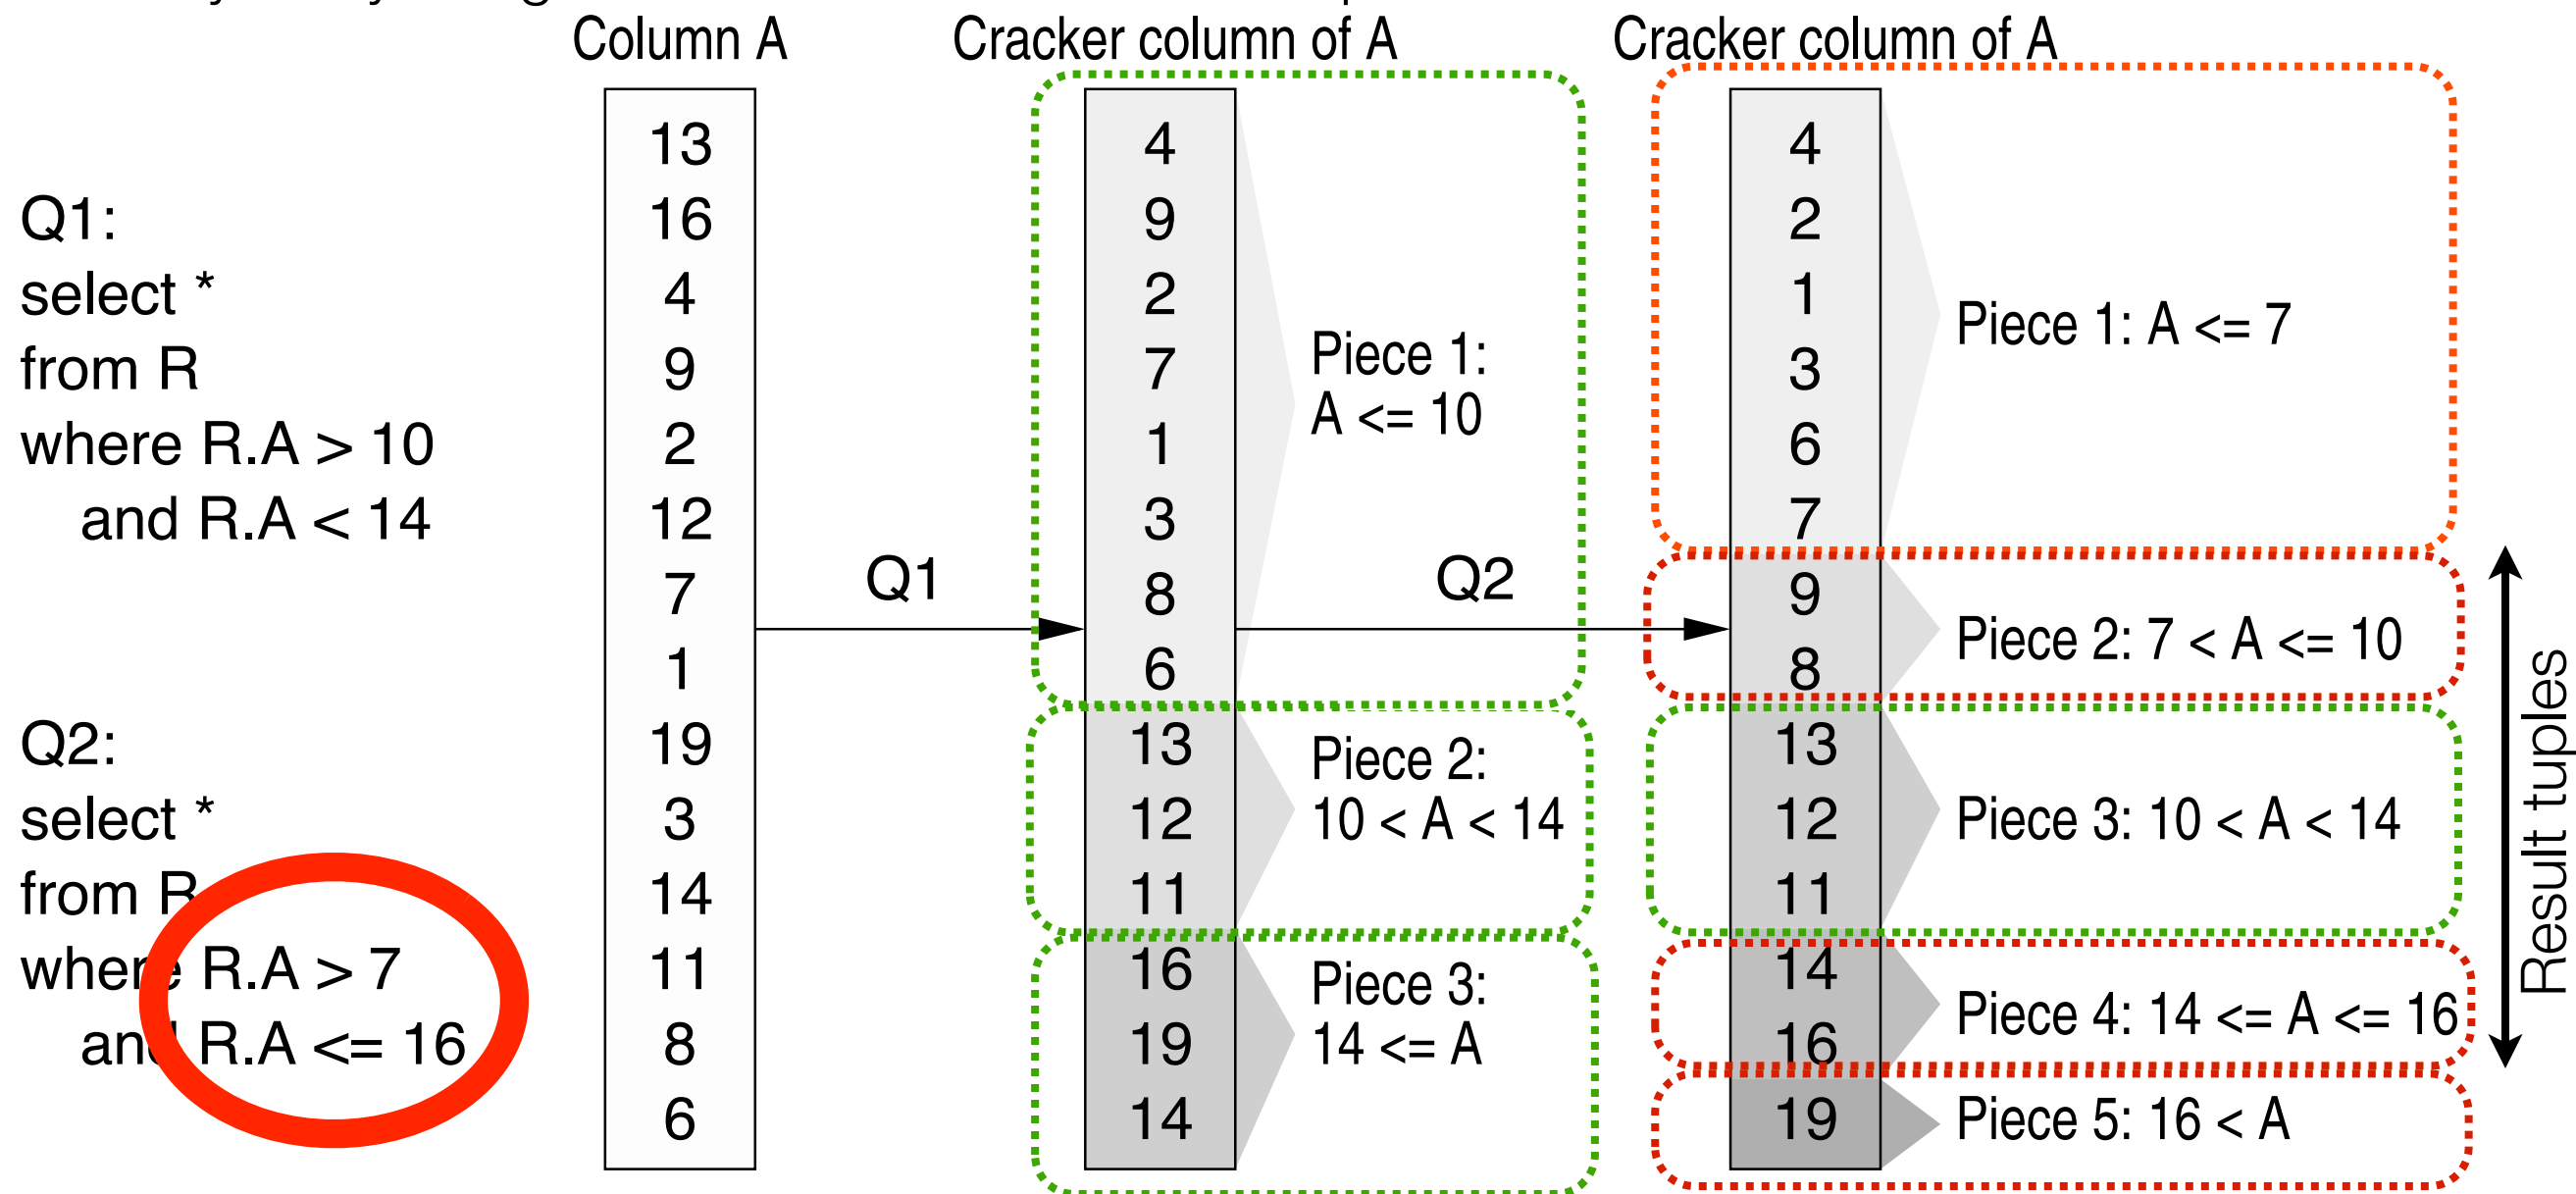 Column A
Cracker column of A
Cracker column of A
Q1:
select *
from R
where R.A > 10
and R.A < 14
Q2:
select *
from R
where R.A > 7
and R.A <= 16
13
16
4
9
2
12
7
1
19
3
14
11
8
6
Q1
4
9
2
7
1
3
8
6
13
12
11
16
19
14
Piece 1:
A <= 10
Piece 2:
10 < A < 14
Piece 3:
14 <= A
Q2
4
2
1
3
6
7
9
8
13
12
11
14
16
19
Piece 1: A <= 7
Piece 2: 7 < A <= 10
Piece 3: 10 < A < 14
Piece 4: 14 <= A <= 16
Piece 5: 16 < A
Result tuples